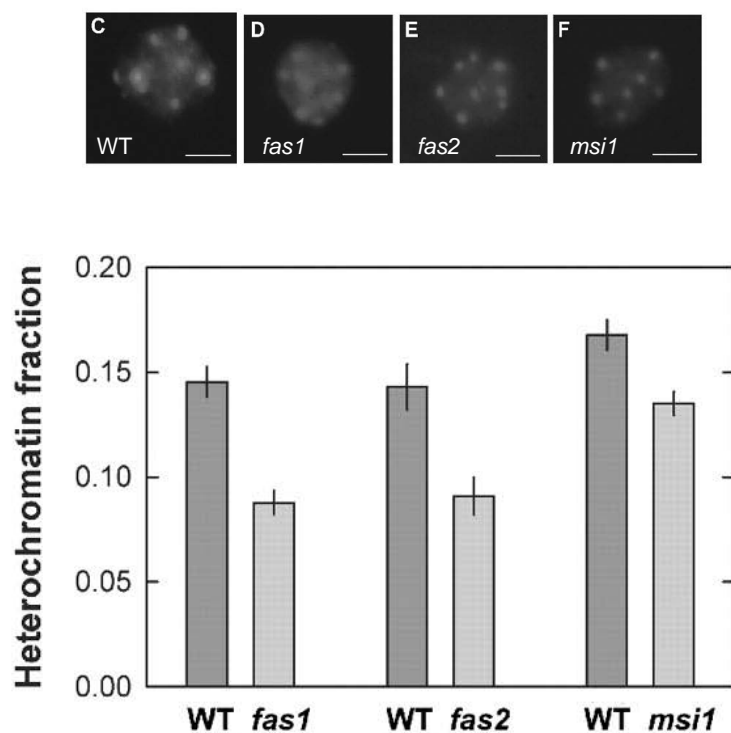 C D E F
WT fas1 fas2 msi1
Heterochromatin fraction
0.20
0.15
0.10
0.05
0.00
WT fas1 WT fas2 WT msi1